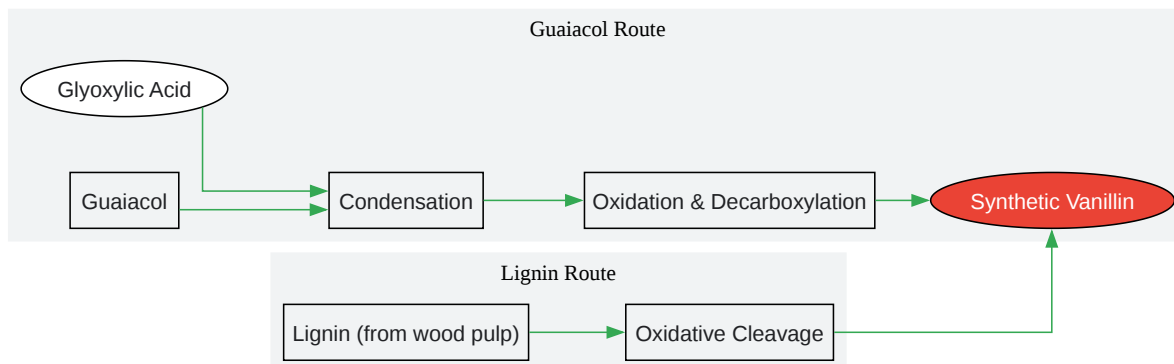 Guaiacol Route
Glyoxylic Acid
Guaiacol
Condensation
Oxidation & Decarboxylation
Synthetic Vanillin
Lignin Route
Lignin (from wood pulp)
Oxidative Cleavage